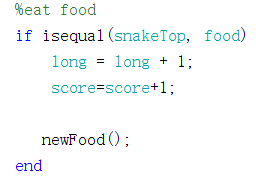 %eat food
if isequal(snakeTop, food)
long = long + 1;
score=score+1;
newFood();
end